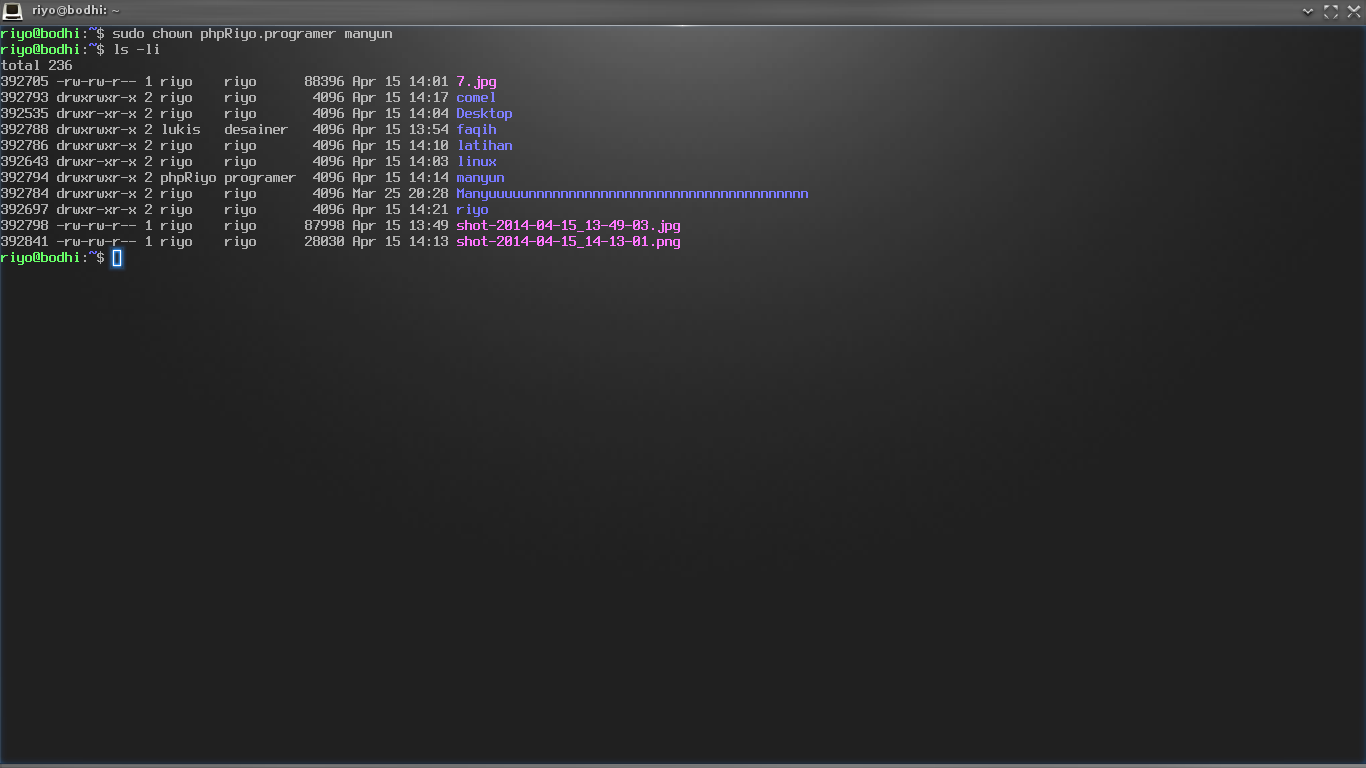 riyo@bodhi: ~
riyo@bodhi:~$ sudo chown phpRiyo.programer manyun
riyo@bodhi:~$ ls -li
total 236
392705 -rw-rw-r-- 1 riyo    riyo      88396 Apr 15 14:01 7.jpg
392793 drwxrwxr-x 2 riyo    riyo       4096 Apr 15 14:17 comel
392535 drwxr-xr-x 2 riyo    riyo       4096 Apr 15 14:04 Desktop
392788 drwxrwxr-x 2 lukis   desainer   4096 Apr 15 13:54 faqih
392786 drwxrwxr-x 2 riyo    riyo       4096 Apr 15 14:10 latihan
392643 drwxr-xr-x 2 riyo    riyo       4096 Apr 15 14:03 linux
392794 drwxr-xr-x 2 phpRiyo programer  4096 Apr 15 14:14 manyun
392784 drwxrwxr-x 2 riyo    riyo       4096 Mar 25 20:28 Manyuuuuunnnnnnnnnnnnnnnnnnnnnnnnnnnnnnnnnnn
392697 drwxr-xr-x 2 riyo    riyo       4096 Apr 15 14:21 riyo
392798 -rw-rw-r-- 1 riyo    riyo      87998 Apr 15 13:49 shot-2014-04-15_13-49-03.jpg
392841 -rw-rw-r-- 1 riyo    riyo      28030 Apr 15 14:13 shot-2014-04-15_14-13-01.png
riyo@bodhi:~$